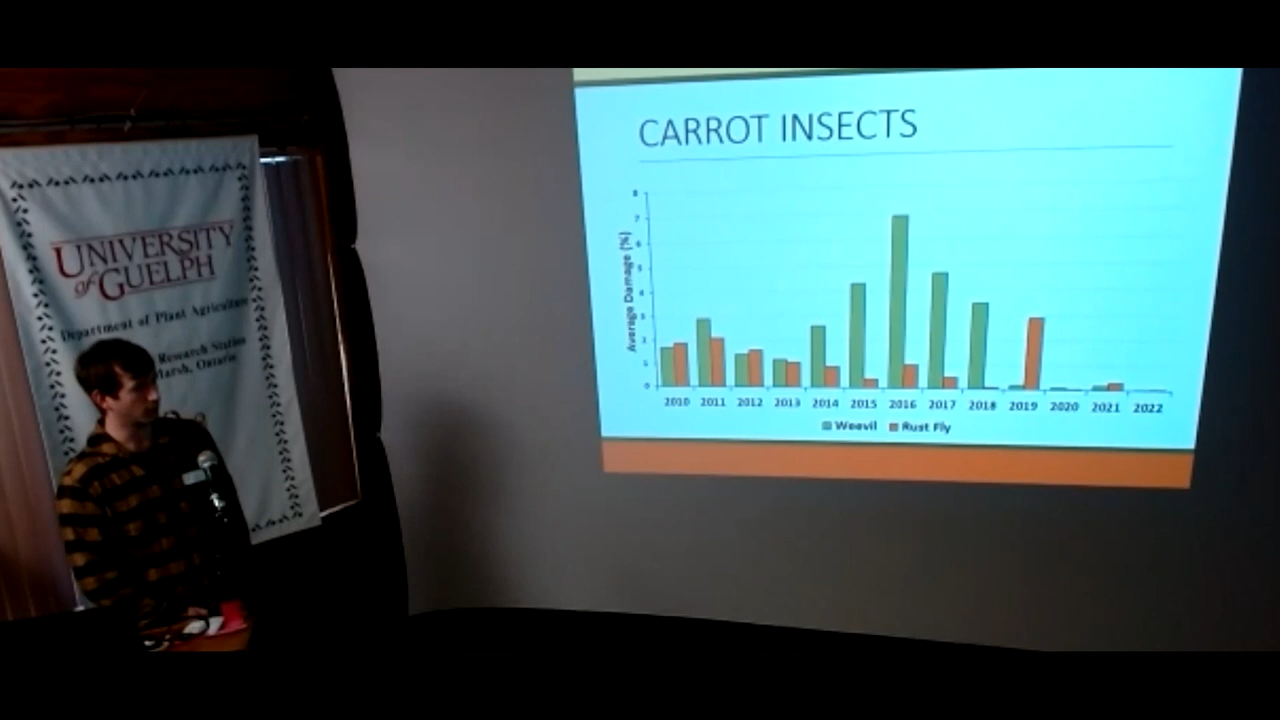 UNIVERSITY
of GUELPH
Department of Plant Agriculture
Research Station
Marsh, Ontario
CARROT INSECTS
Average Damage (%)
8
7
6
5
4
3
2
1
0
2010 2011 2012 2013 2014 2015 2016 2017 2018 2019 2020 2021 2022
Weevil Rust Fly